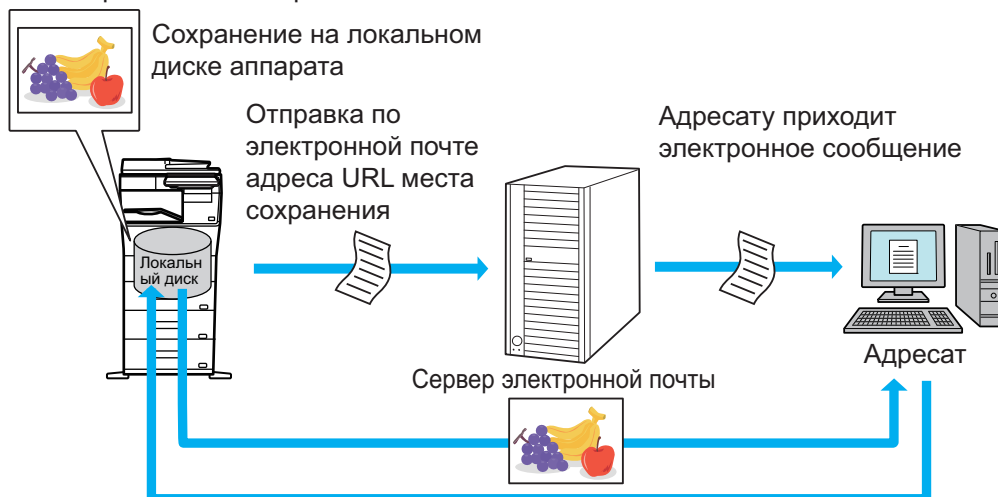 Сохранение на локальном
диске аппарата
Отправка по
электронной почте
адреса URL места
сохранения
Адресату приходит
электронное сообщение
Локальн
ый диск
Адресат
Сервер электронной почты